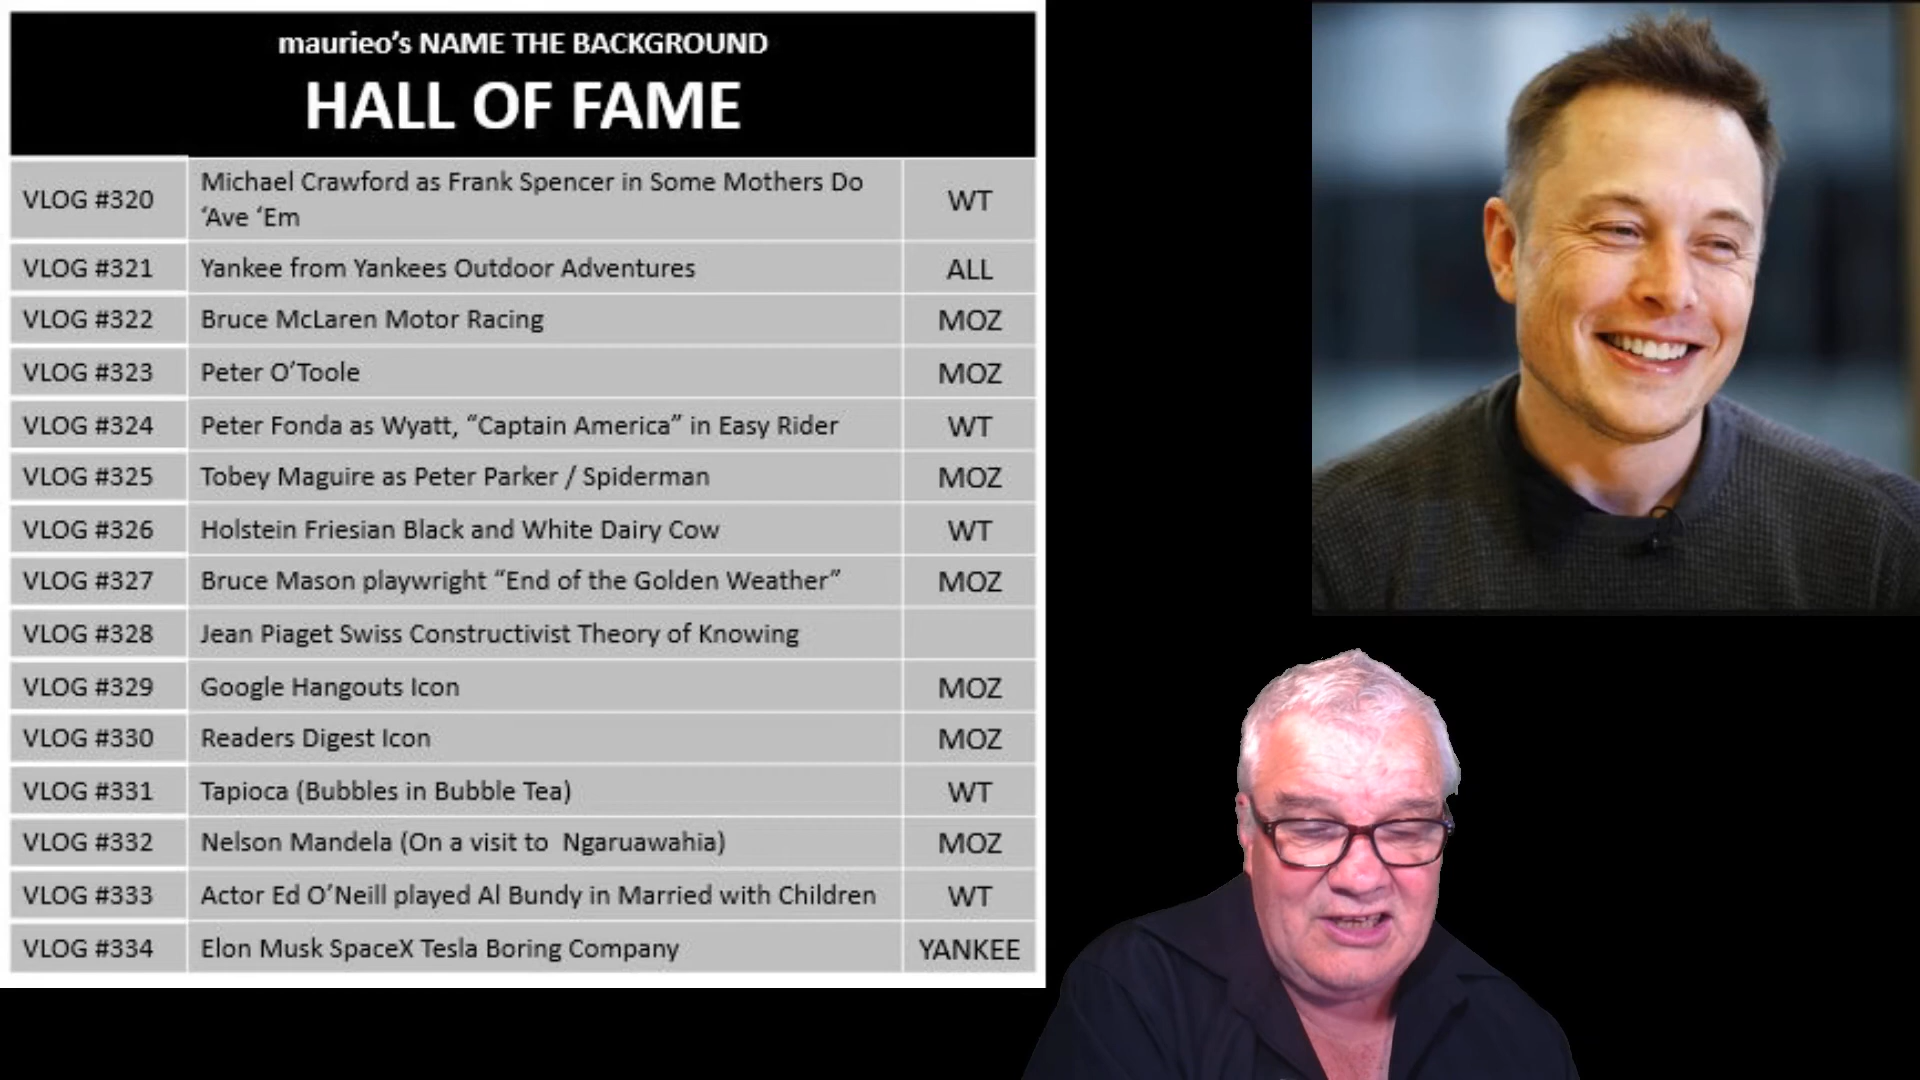 maurieo’s NAME THE BACKGROUND
HALL OF FAME
VLOG #320 Michael Crawford as Frank Spencer in Some Mothers Do
‘Ave ‘Em WT
VLOG #321 Yankee from Yankees Outdoor Adventures ALL
VLOG #322 Bruce McLaren Motor Racing MOZ
VLOG #323 Peter O’Toole MOZ
VLOG #324 Peter Fonda as Wyatt, “Captain America” in Easy Rider WT
VLOG #325 Tobey Maguire as Peter Parker / Spiderman MOZ
VLOG #326 Holstein Friesian Black and White Dairy Cow WT
VLOG #327 Bruce Mason playwright “End of the Golden Weather” MOZ
VLOG #328 Jean Piaget Swiss Constructivist Theory of Knowing
VLOG #329 Google Hangouts Icon MOZ
VLOG #330 Readers Digest Icon MOZ
VLOG #331 Tapioca (Bubbles in Bubble Tea) WT
VLOG #332 Nelson Mandela (On a visit to Ngaruawahia) MOZ
VLOG #333 Actor Ed O’Neill played Al Bundy in Married with Children WT
VLOG #334 Elon Musk SpaceX Tesla Boring Company YANKEE